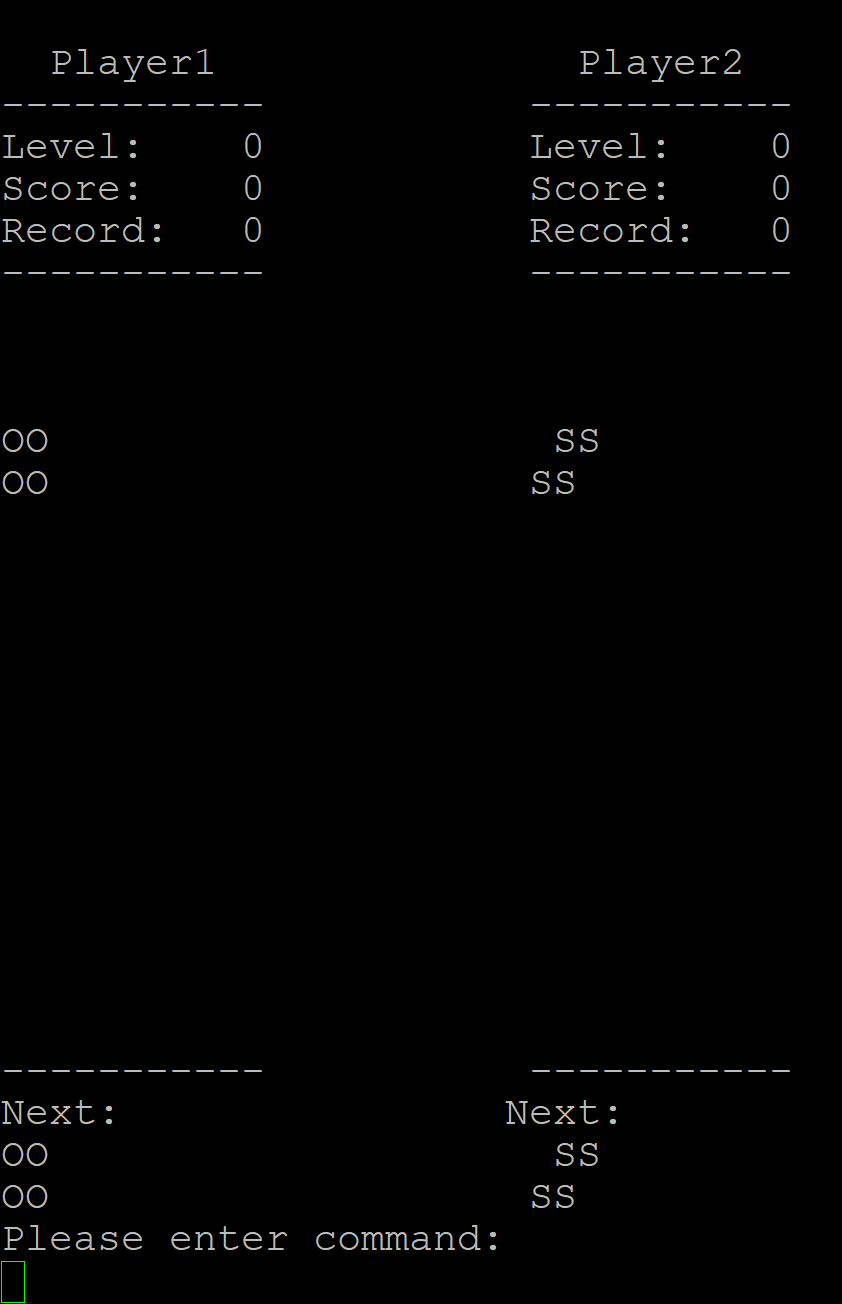 Player1               Player2
-----------           -----------
Level:    0           Level:    0
Score:    0           Score:    0
Record:   0           Record:   0
-----------           -----------
OO                     SS
OO                    SS
-----------           -----------
Next:                Next:
OO                     SS
OO                    SS
Please enter command: